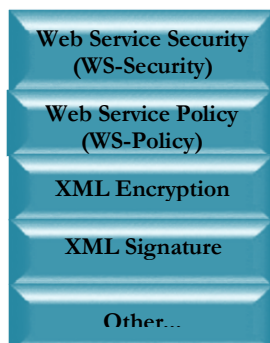 Web Service Security
(WS-Security)
Web Service Policy
(WS-Policy)
XML Encryption
XML Signature
Other...